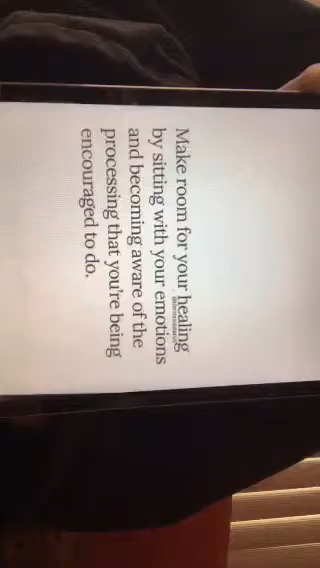 Make room for your healing
by sitting with your emotions
and becoming aware of the
processing that you're being
encouraged to do.